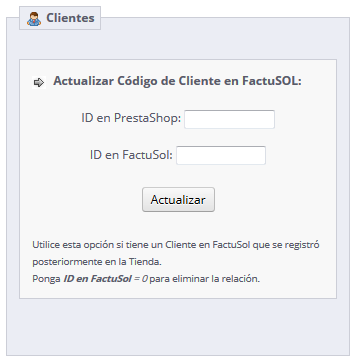 Clientes
Actualizar Código de Cliente en FactuSOL:
ID en PrestaShop:
ID en FactuSol:
Actualizar
Utilice esta opción si tiene un Cliente en FactuSol que se registró
posteriormente en la Tienda.
Ponga ID en FactuSol = 0 para eliminar la relación.